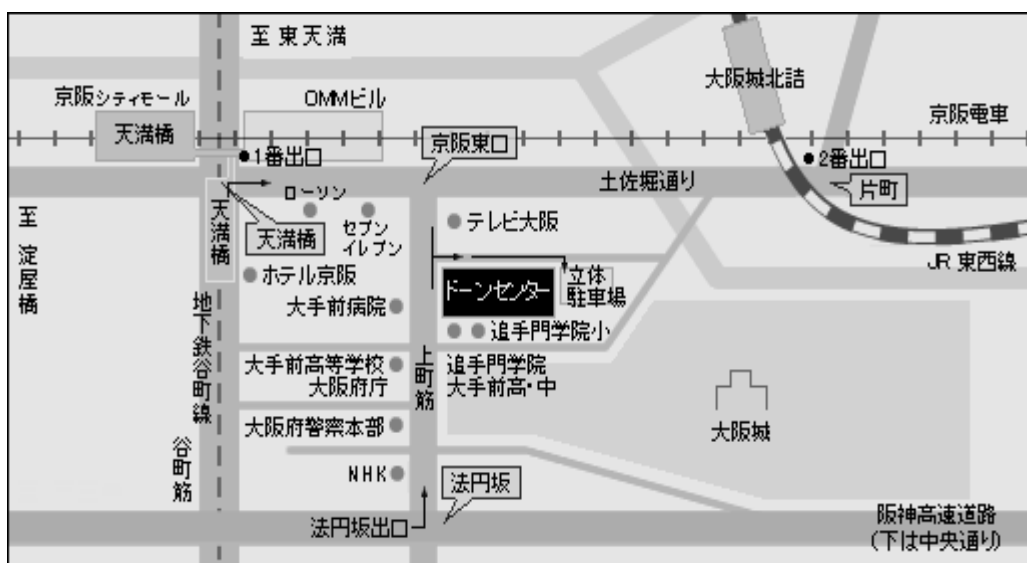 至 東天満
大阪城北詰
京阪シティモール
OMMビル
京阪電車
天満橋
京阪東口
1番出口
2番出口
土佐堀通り
片町
ローソン
至 淀屋橋
天満橋
天満橋
セブン
イレブン
テレビ大阪
JR 東西線
ホテル京阪
立体
駐車場
ドーンセンター
大手前病院
地下鉄谷町線
追手門学院小
上町筋
大手前高等学校
大阪府庁
追手門学院
大手前高・中
大阪城
大阪府警察本部
谷町筋
NHK
法円坂
法円坂出口
阪神高速道路
(下は中央通り)